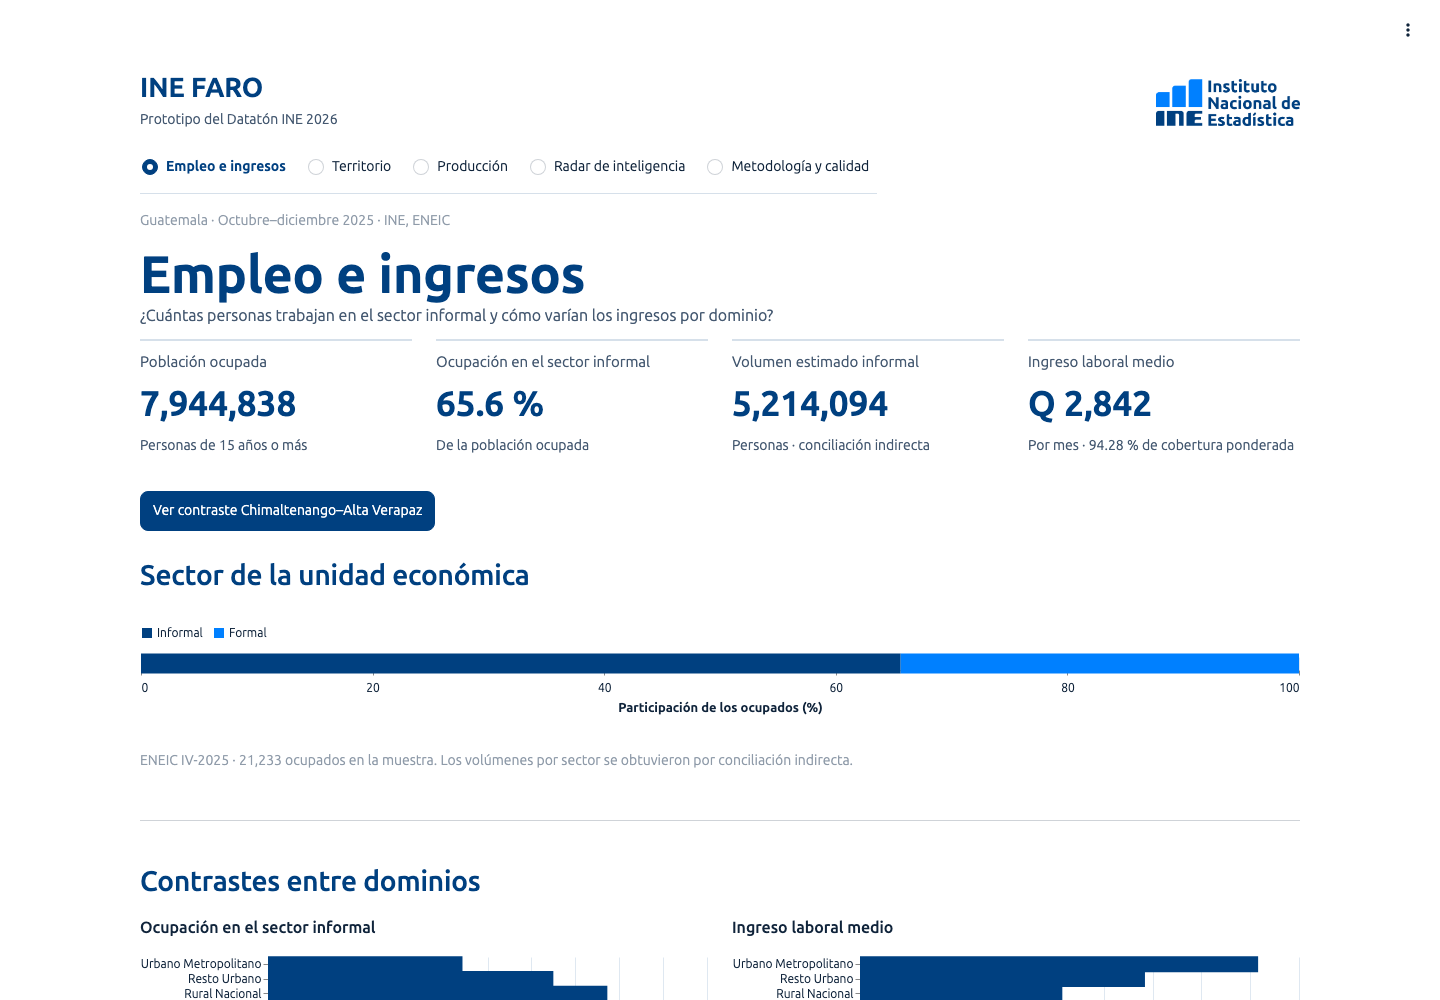 INE FARO
Prototipo del Datatón INE 2026
INE Instituto
Nacional de
Estadística
Empleo e ingresos
Territorio
Producción
Radar de inteligencia
Metodología y calidad
Guatemala · Octubre–diciembre 2025 · INE, ENEIC
Empleo e ingresos
¿Cuántas personas trabajan en el sector informal y cómo varían los ingresos por dominio?
Población ocupada
7,944,838
Personas de 15 años o más
Ocupación en el sector informal
65.6 %
De la población ocupada
Volumen estimado informal
5,214,094
Personas · conciliación indirecta
Ingreso laboral medio
Q 2,842
Por mes · 94.28 % de cobertura ponderada
Ver contraste Chimaltenango–Alta Verapaz
Sector de la unidad económica
Informal
Formal
0 20 40 60 80 100
Participación de los ocupados (%)
ENEIC IV-2025 · 21,233 ocupados en la muestra. Los volúmenes por sector se obtuvieron por conciliación indirecta.
Contrastes entre dominios
Ocupación en el sector informal
Urbano Metropolitano
Resto Urbano
Rural Nacional
Ingreso laboral medio
Urbano Metropolitano
Resto Urbano
Rural Nacional